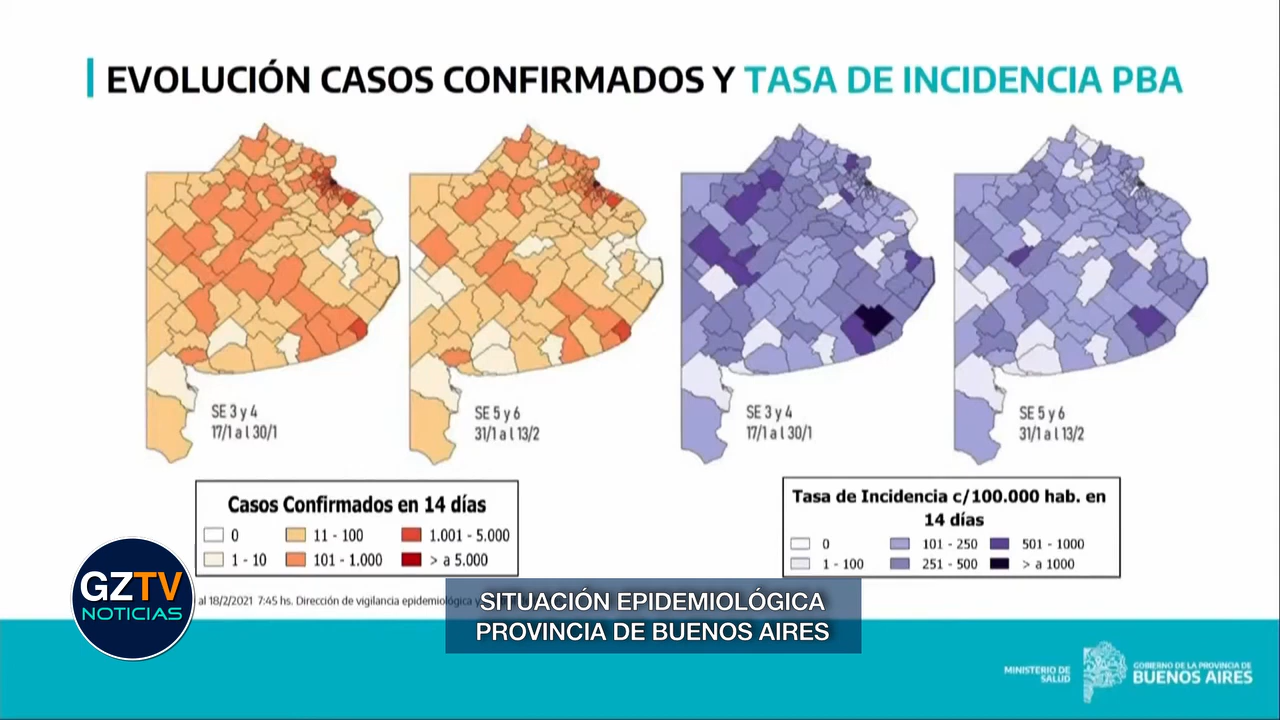 EVOLUCIÓN CASOS CONFIRMADOS Y TASA DE INCIDENCIA PBA
SE 3 y 4
17/1 a l 30/1
SE 5 y 6
31/1 a l 13/2
SE 3 y 4
17/1 a l 30/1
SE 5 y 6
31/1 a l 13/2
Casos Confirmados en 14 días
0
11 - 100
1.001 - 5.000
1 - 10
101 - 1.000
> a 5.000
Tasa de Incidencia c/100.000 hab. en
14 días
0
101 - 250
501 - 1000
1 - 100
251 - 500
> a 1000
al 18/2/2021 7:45 hs. Dirección de vigilancia epidemiológica y
GZTV
NOTICIAS
SITUACIÓN EPIDEMIOLÓGICA
PROVINCIA DE BUENOS AIRES
MINISTERIO DE
SALUD
GOBIERNO DE LA PROVINCIA DE
BUENOS AIRES